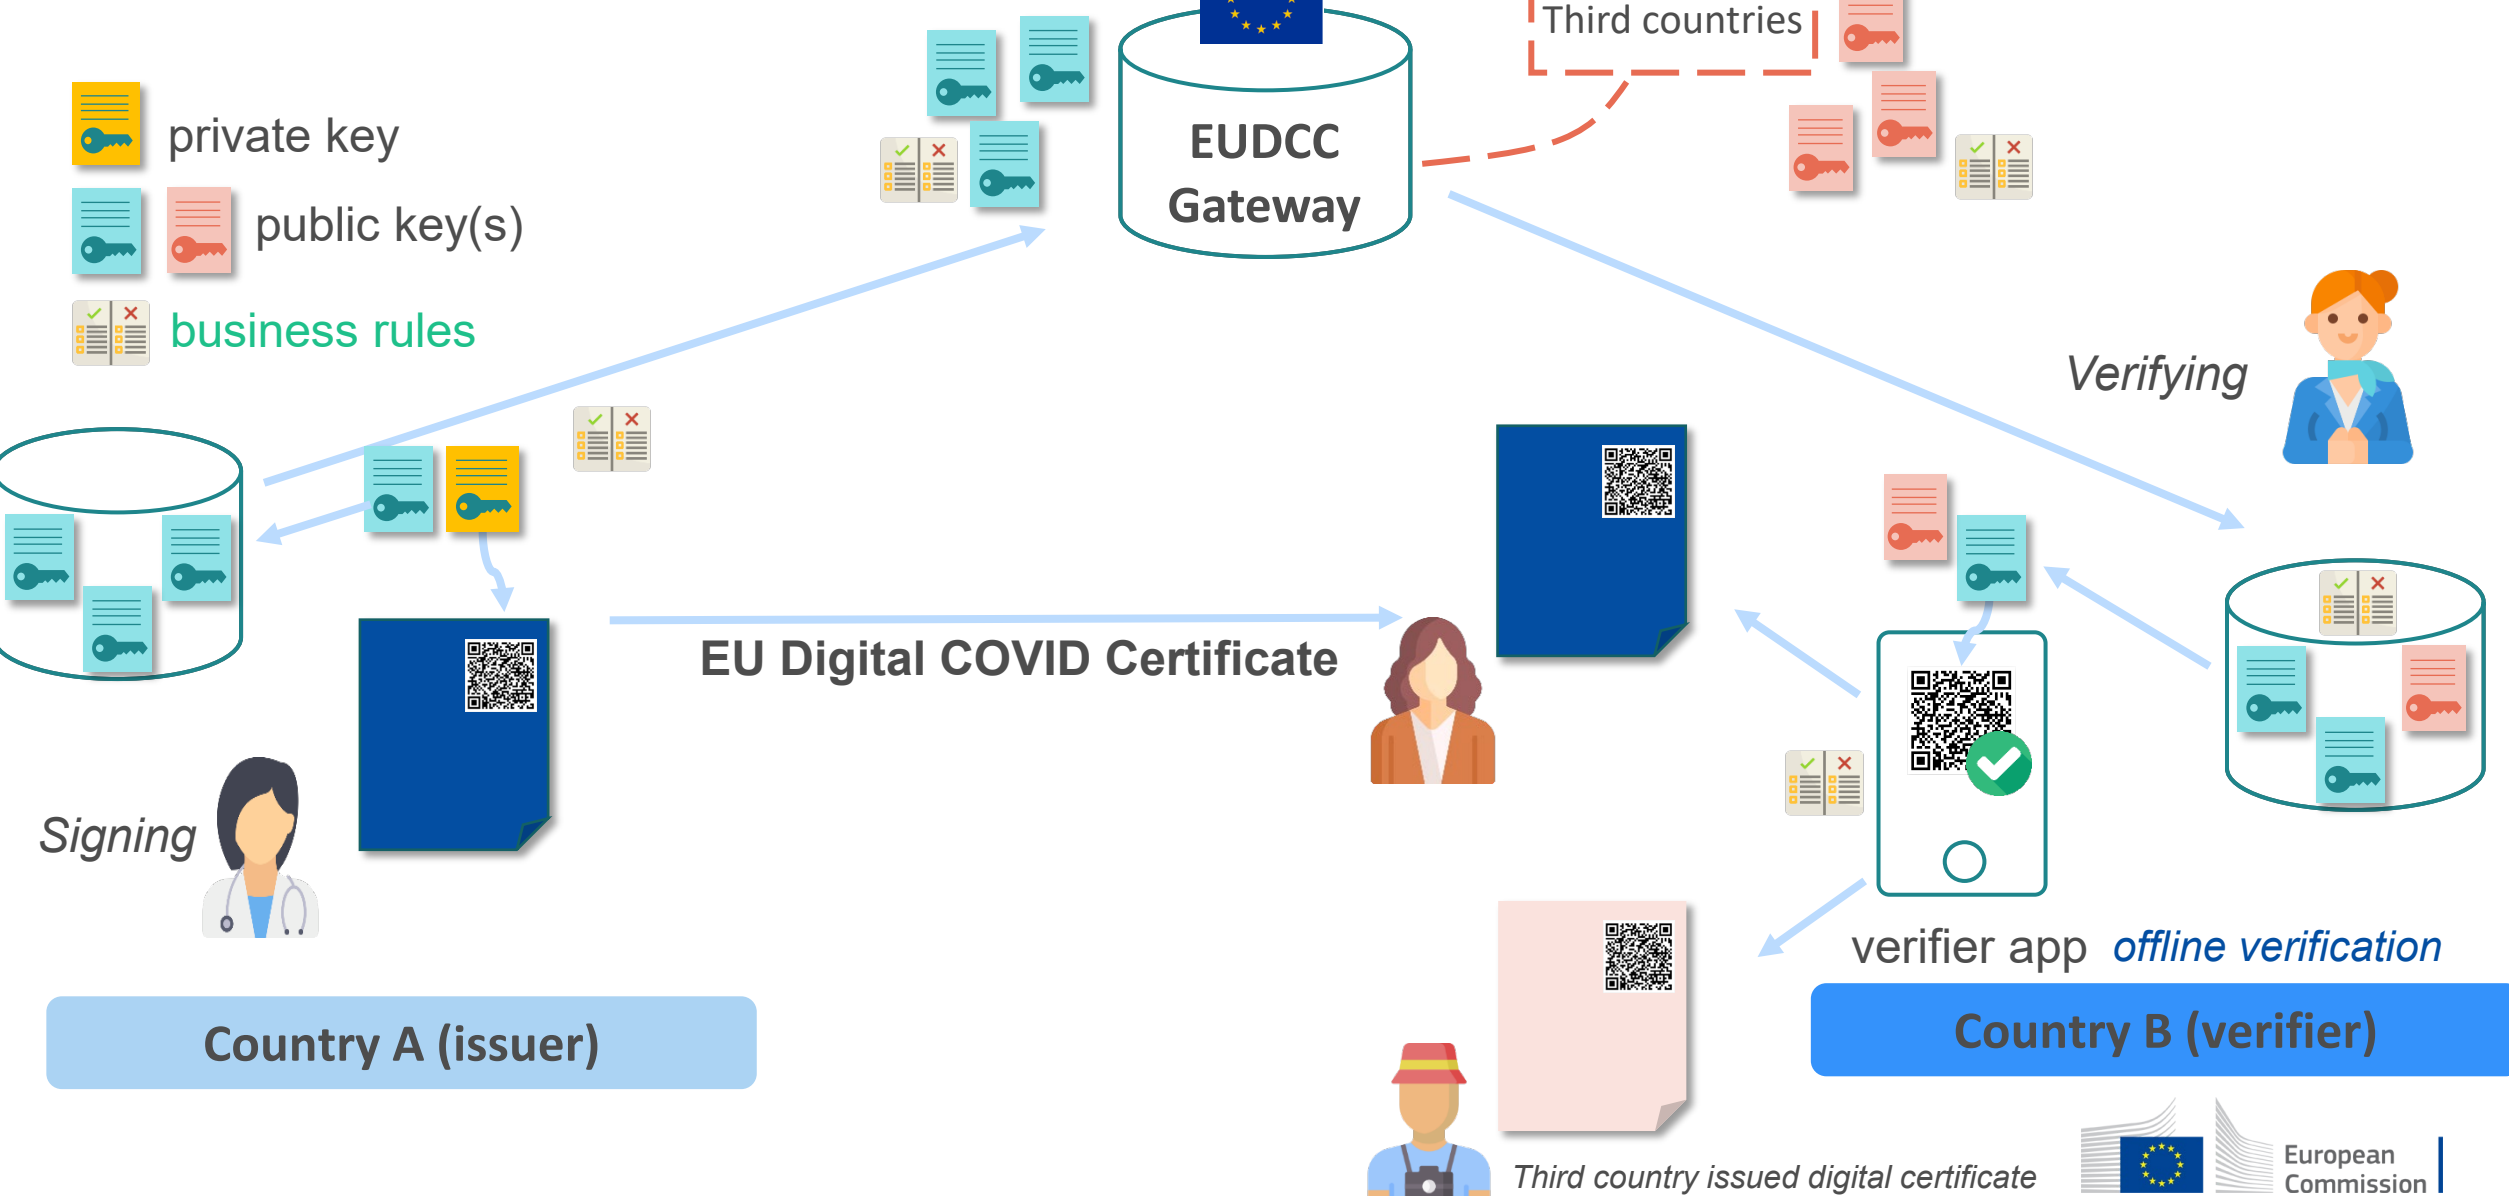 Third countries
EUDCC
Gateway
private key
public key(s)
business rules
Verifying
EU Digital COVID Certificate
Signing
verifier app offline verification
Country A (issuer)
Country B (verifier)
Third country issued digital certificate
European
Commission